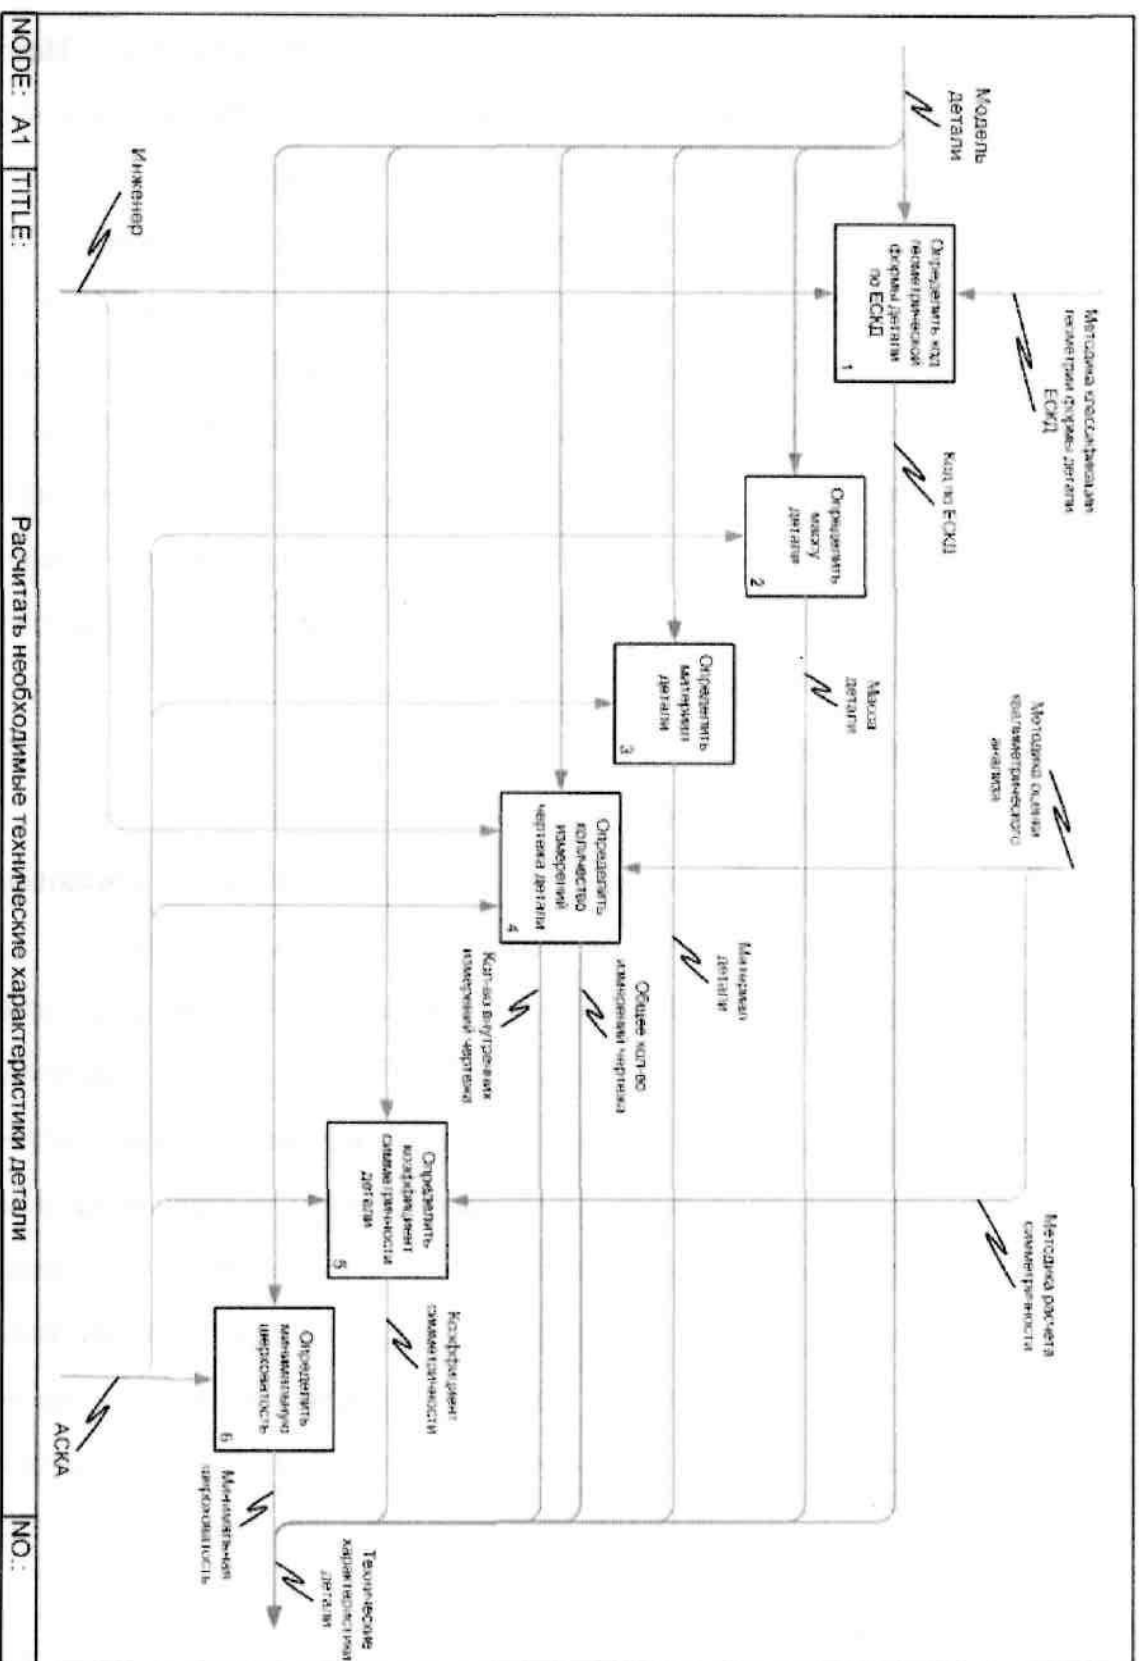 Модель
детали
Методика классификации
геометрии формы детали
ЕСКД
Определить код
геометрической
формы детали
по ЕСКД
1
Код по ЕСКД
Определить
массу
детали
2
Масса
детали
Методика оценки
квалиметрического
анализа
Определить
материал
детали
3
Материал
детали
Определить
количество
измерений
чертежа детали
4
Общее кол-во
измерений чертежа
Кол-во внутренних
измерений чертежа
Методика расчета
симметричности
Определить
коэффициент
симметричности
детали
5
Коэффициент
симметричности
Определить
минимальную
шероховатость
6
Минимальная
шероховатость
Технические
характеристики
детали
Инженер
АСКА
NODE: A1
TITLE:
Расчитать необходимые технические характеристики детали
NO.: